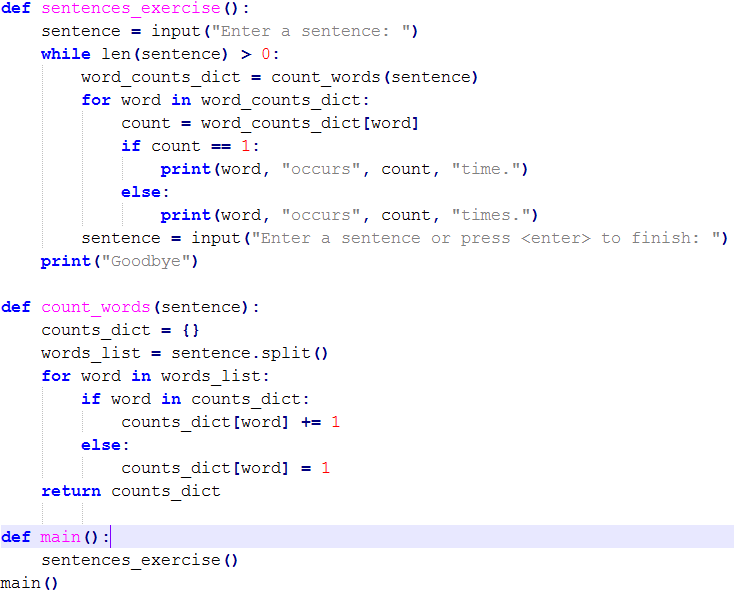 def sentences_exercise():
    sentence = input("Enter a sentence: ")
    while len(sentence) > 0:
        word_counts_dict = count_words(sentence)
        for word in word_counts_dict:
            count = word_counts_dict[word]
            if count == 1:
                print(word, "occurs", count, "time.")
            else:
                print(word, "occurs", count, "times.")
        sentence = input("Enter a sentence or press <enter> to finish: ")
    print("Goodbye")

def count_words(sentence):
    counts_dict = {}
    words_list = sentence.split()
    for word in words_list:
        if word in counts_dict:
            counts_dict[word] += 1
        else:
            counts_dict[word] = 1
    return counts_dict

def main():
    sentences_exercise()
main()